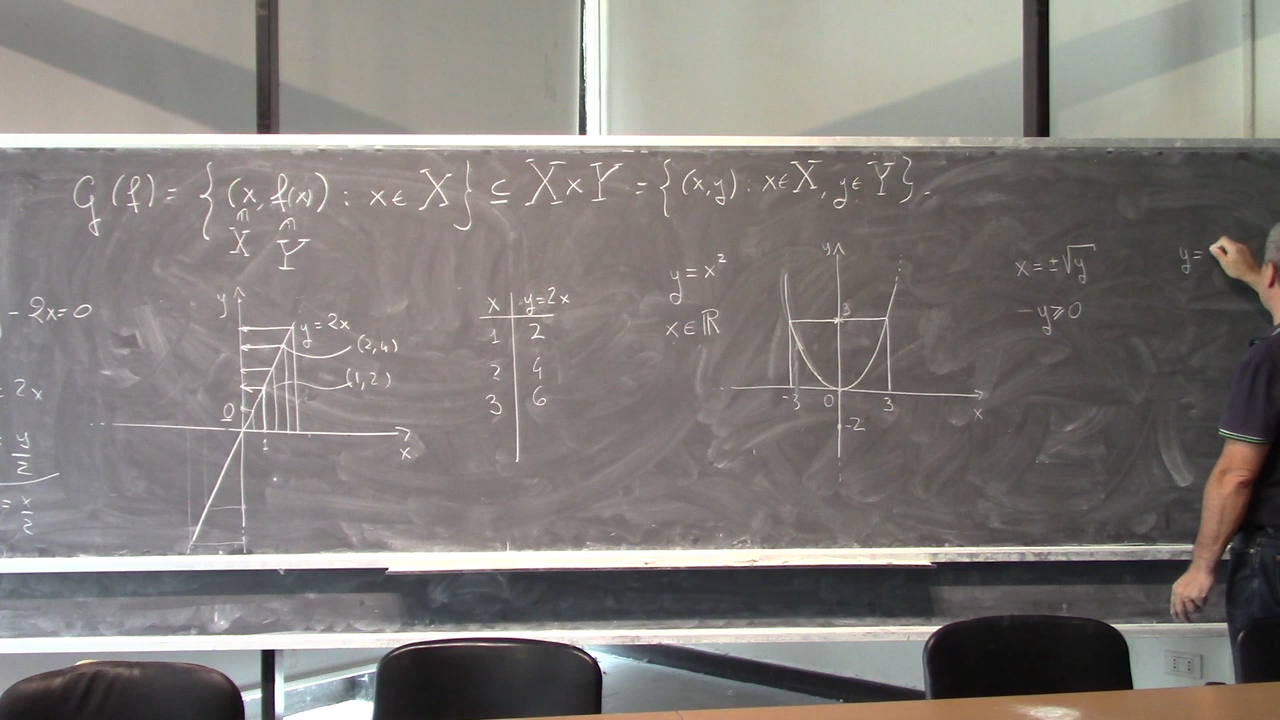 G(f) = {(x, f(x)) : x ∈ X} ⊆ X × Y = {(x,y) : x ∈ X, y ∈ Y}.
∩ ∩
X Y
- 2x = 0
= 2x
= y/2
= x/2
y
y = 2x
(2,4)
(1,2)
0
1
x
x y=2x
1 2
2 4
3 6
y = x²
x ∈ ℝ
y
3
-3 0 3
x
-2
x = ±√y
- y ≥ 0
y =